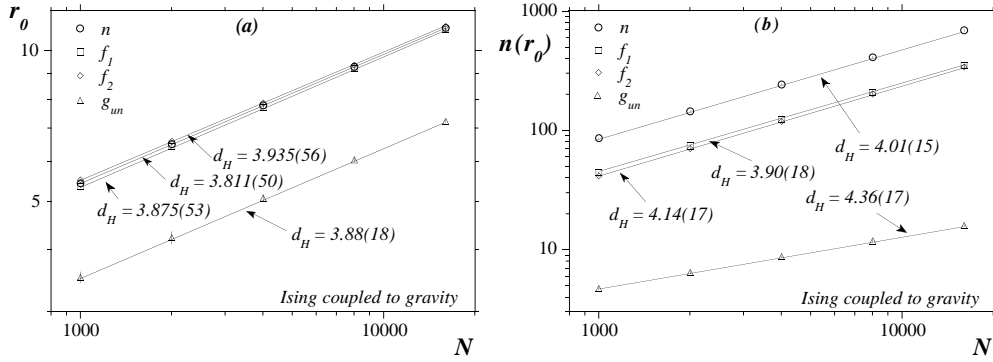 r0
(a)
n
f1
f2
gun
10
5
dH = 3.935(56)
dH = 3.811(50)
dH = 3.875(53)
dH = 3.88(18)
Ising coupled to gravity
1000
10000
N
n(r0)
(b)
n
f1
f2
gun
1000
100
10
dH = 4.01(15)
dH = 3.90(18)
dH = 4.36(17)
dH = 4.14(17)
Ising coupled to gravity
1000
10000
N